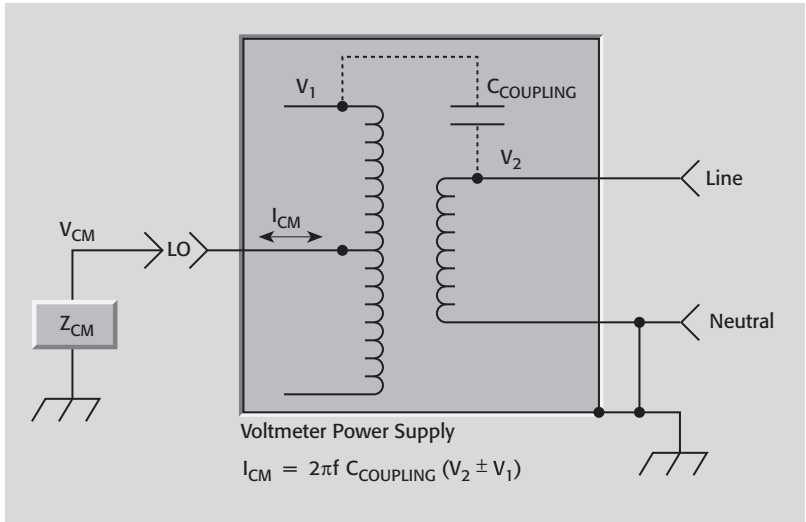 V1
CCOUPLING
V2
Line
ICM
VCM
LO
ZCM
Neutral
Voltmeter Power Supply
ICM = 2πf CCOUPLING (V2 ± V1)